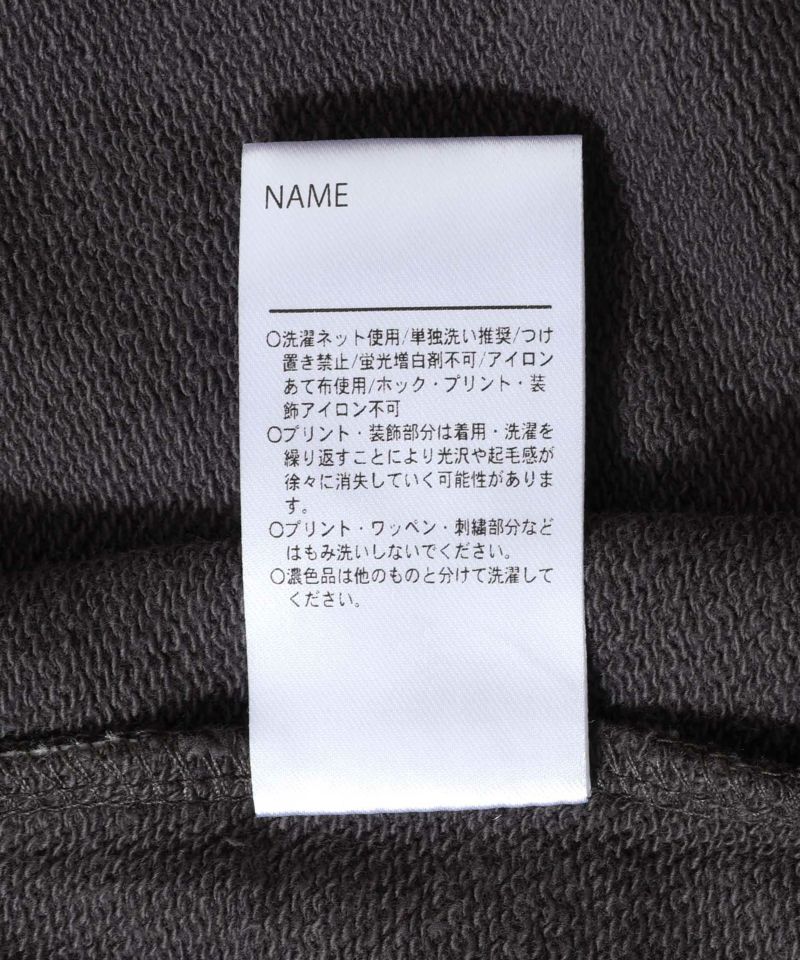 NAME
○洗濯ネット使用/単独洗い推奨/つけ
置き禁止/蛍光増白剤不可/アイロン
あて布使用/ホック・プリント・装
飾アイロン不可
○プリント・装飾部分は着用・洗濯を
繰り返すことにより光沢や起毛感が
徐々に消失していく可能性がありま
す。
○プリント・ワッペン・刺繍部分など
はもみ洗いしないでください。
○濃色品は他のものと分けて洗濯して
ください。